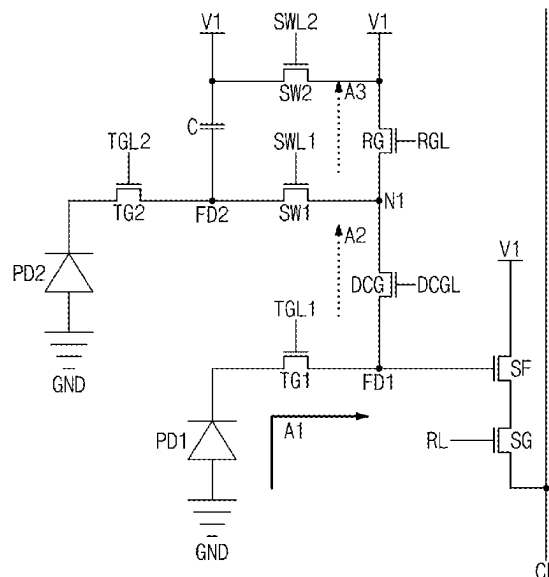 V1 SWL2 V1
SW2 A3
C
RG RGL
TGL2 SWL1
TG2 FD2 SW1 N1
A2 V1
PD2
DCG DCGL
TGL1
GND
TG1 FD1 SF
A1
PD1 RL SG
GND